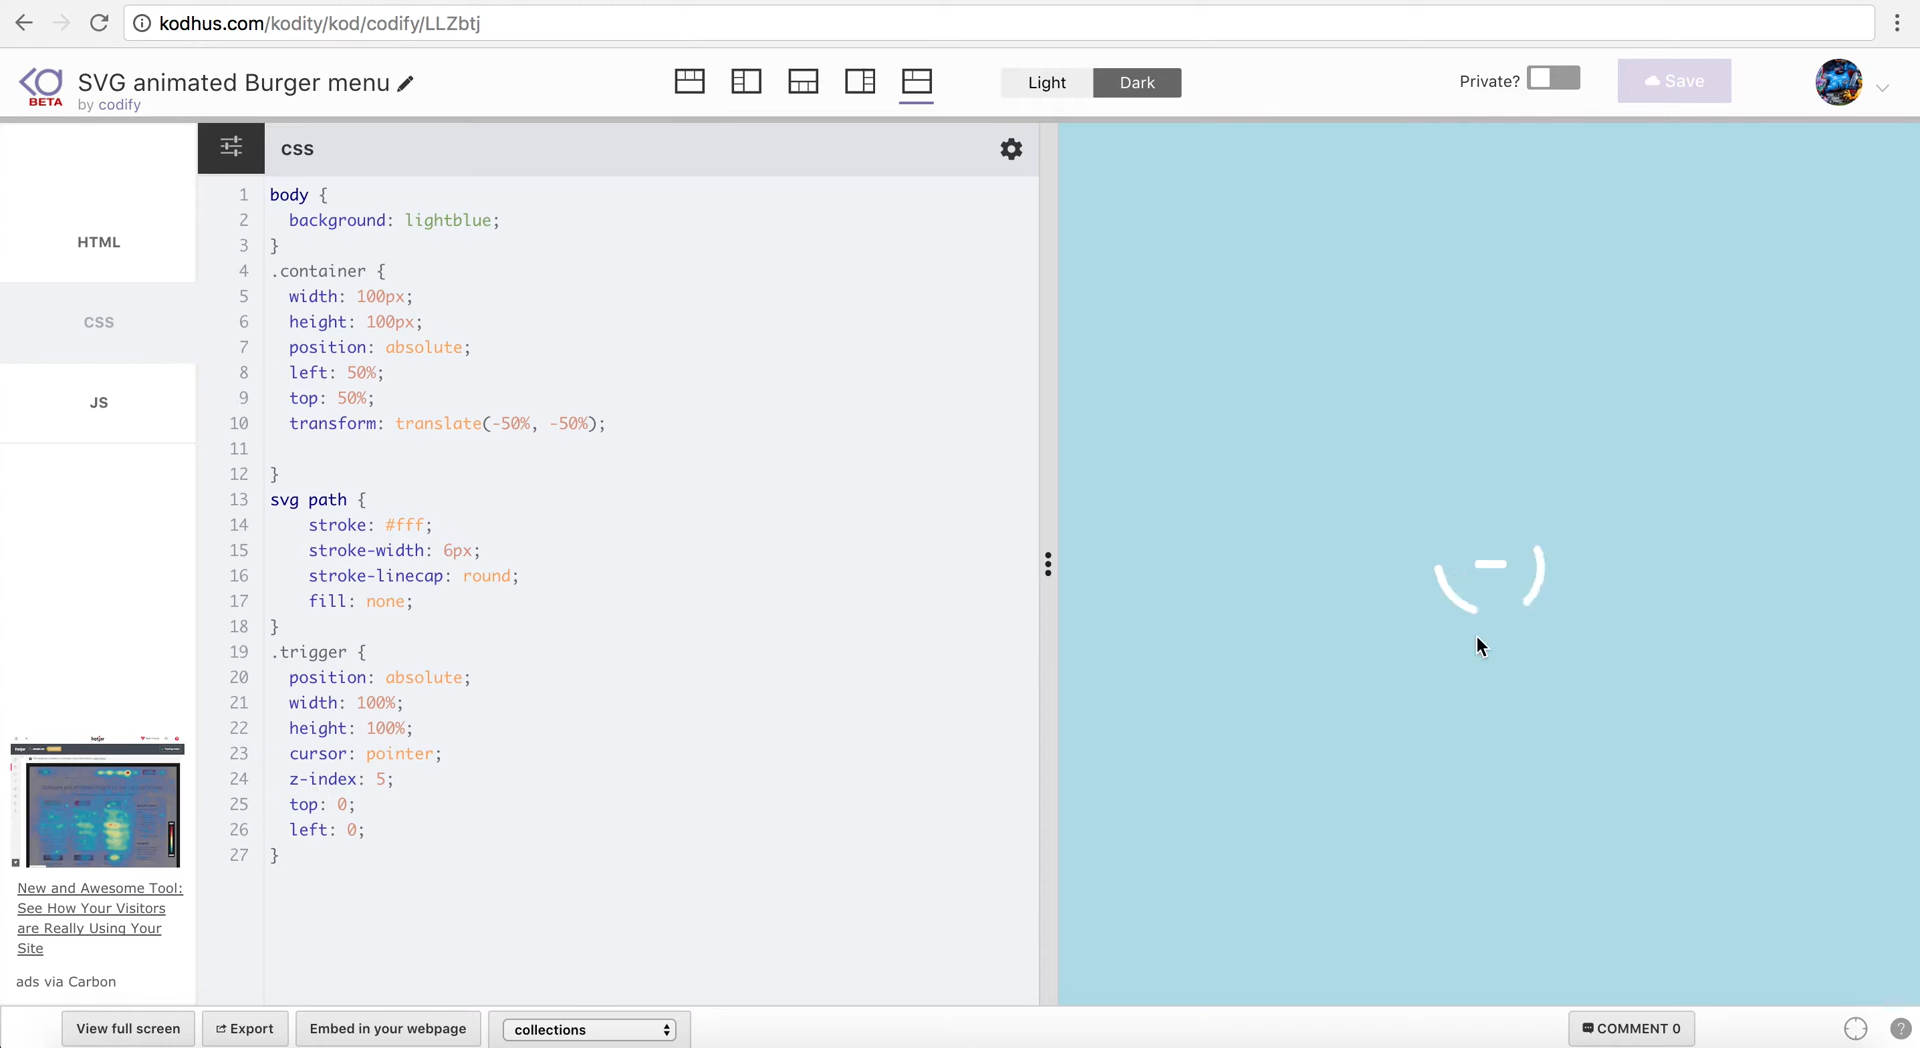 kodhus.com/kodity/kod/codify/LLZbtj
BETA
SVG animated Burger menu
by codify
Light
Dark
Private?
Save
HTML
CSS
JS
CSS
1 body {
2 background: lightblue;
3 }
4 .container {
5 width: 100px;
6 height: 100px;
7 position: absolute;
8 left: 50%;
9 top: 50%;
10 transform: translate(-50%, -50%);
11
12 }
13 svg path {
14 stroke: #fff;
15 stroke-width: 6px;
16 stroke-linecap: round;
17 fill: none;
18 }
19 .trigger {
20 position: absolute;
21 width: 100%;
22 height: 100%;
23 cursor: pointer;
24 z-index: 5;
25 top: 0;
26 left: 0;
27 }
hotjar
New and Awesome Tool:
See How Your Visitors
are Really Using Your
Site
ads via Carbon
View full screen
Export
Embed in your webpage
collections
COMMENT 0
?